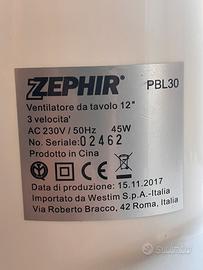 ZEPHIR® PBL30
Ventilatore da tavolo 12"
3 velocita'
AC 230V / 50Hz 45W
No. Seriale: 02462
Prodotto in Cina
Data di produzione: 15.11.2017
Importato da Westim S.p.A.-Italia
Via Roberto Bracco, 42 Roma, Italia
Subito